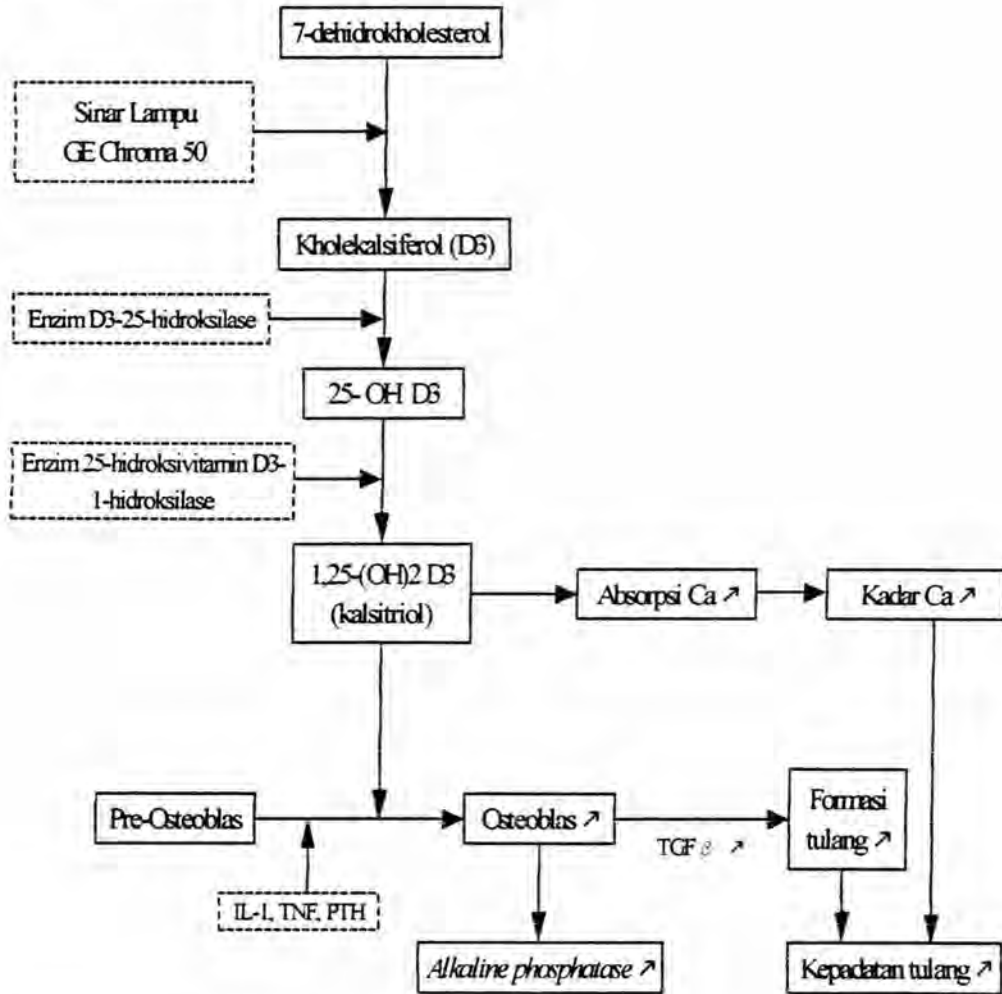 7-dehidrokholesterol
Sinar Lampu
GE Chroma 50
Kholekalsiferol (D3)
Enzim D3-25-hidroksilase
25- OH D3
Enzim 25-hidroksivitamin D3-
1-hidroksilase
1,25-(OH)2 D3
(kalsitriol)
Absorpsi Ca ↗
Kadar Ca ↗
Pre-Osteoblas
Osteoblas ↗
TGF β ↗
Formasi
tulang ↗
IL-1, TNF, PTH
Alkaline phosphatase ↗
Kepadatan tulang ↗